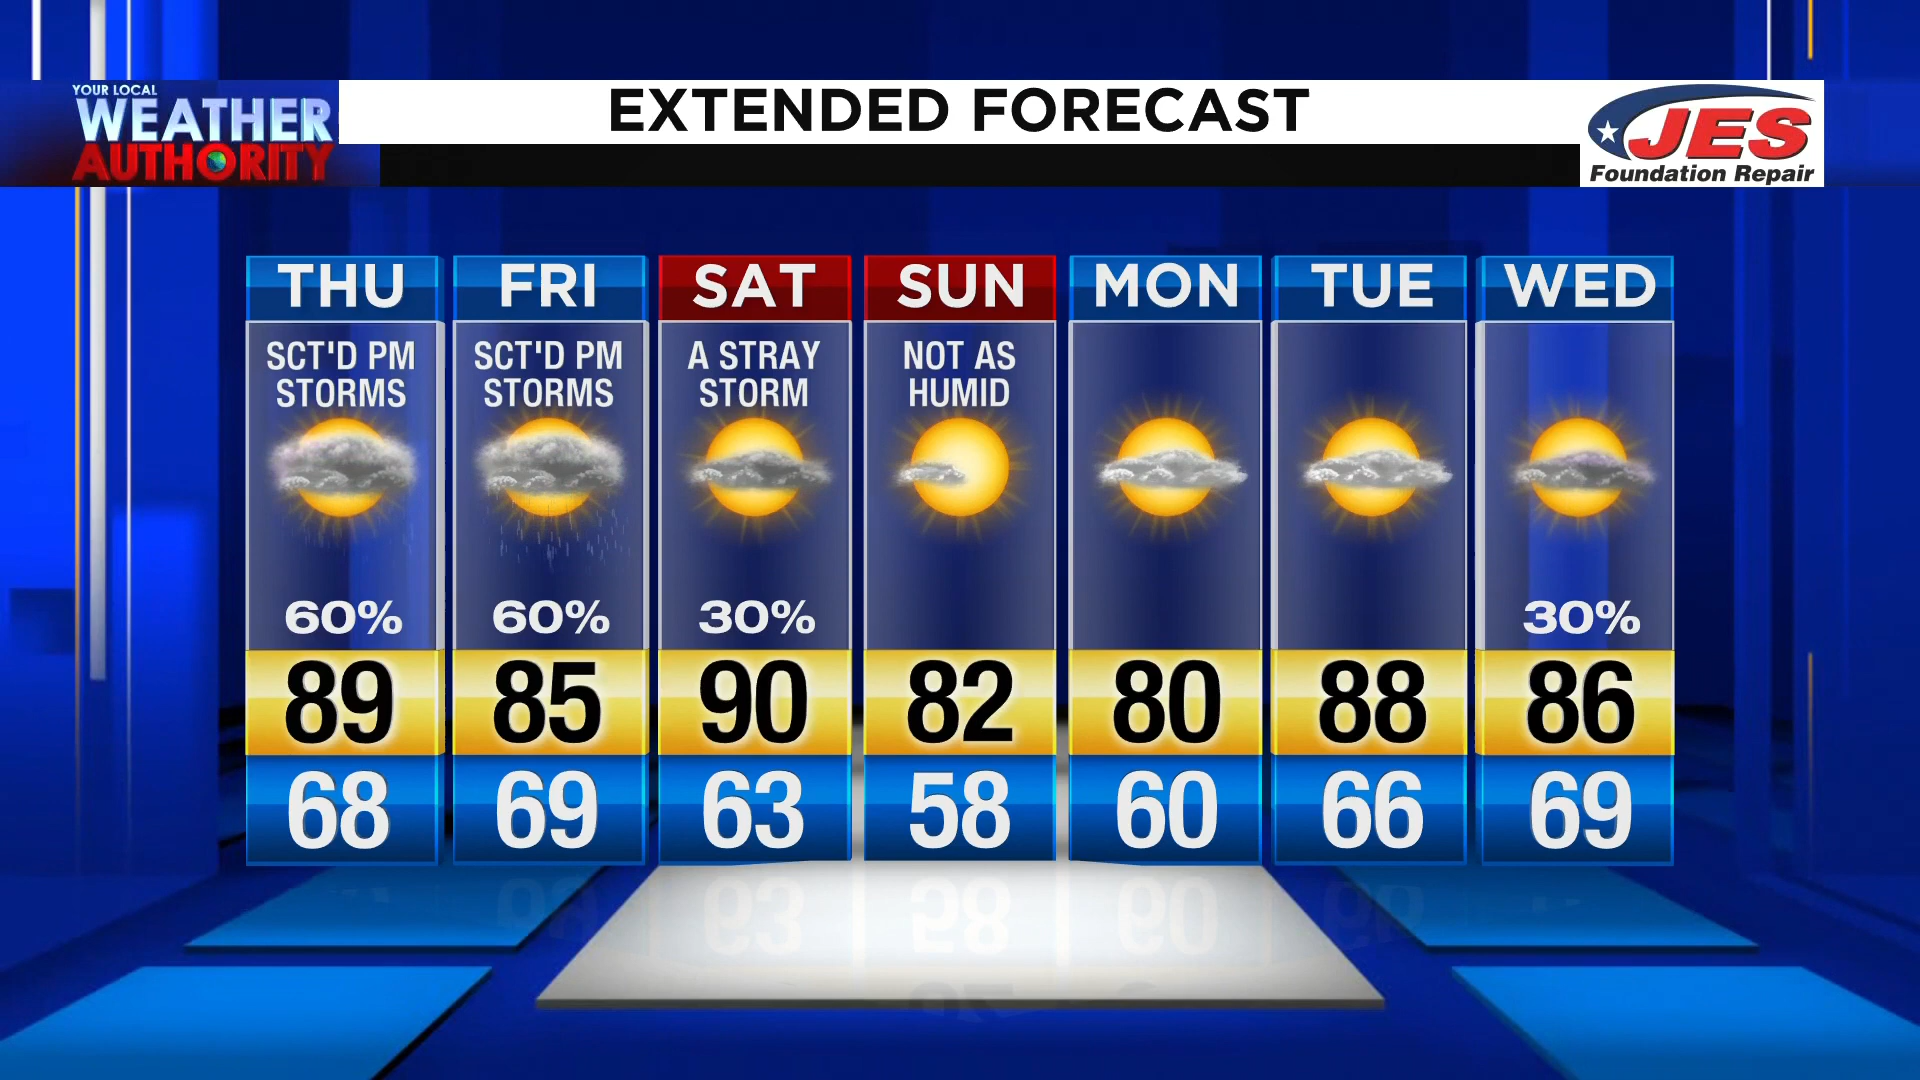 YOUR LOCAL
WEATHER
AUTHORITY
EXTENDED FORECAST
JES
Foundation Repair
THU
SCT'D PM
STORMS
60%
89
68
FRI
SCT'D PM
STORMS
60%
85
69
SAT
A STRAY
STORM
30%
90
63
SUN
NOT AS
HUMID
82
58
MON
80
60
TUE
88
66
WED
30%
86
69